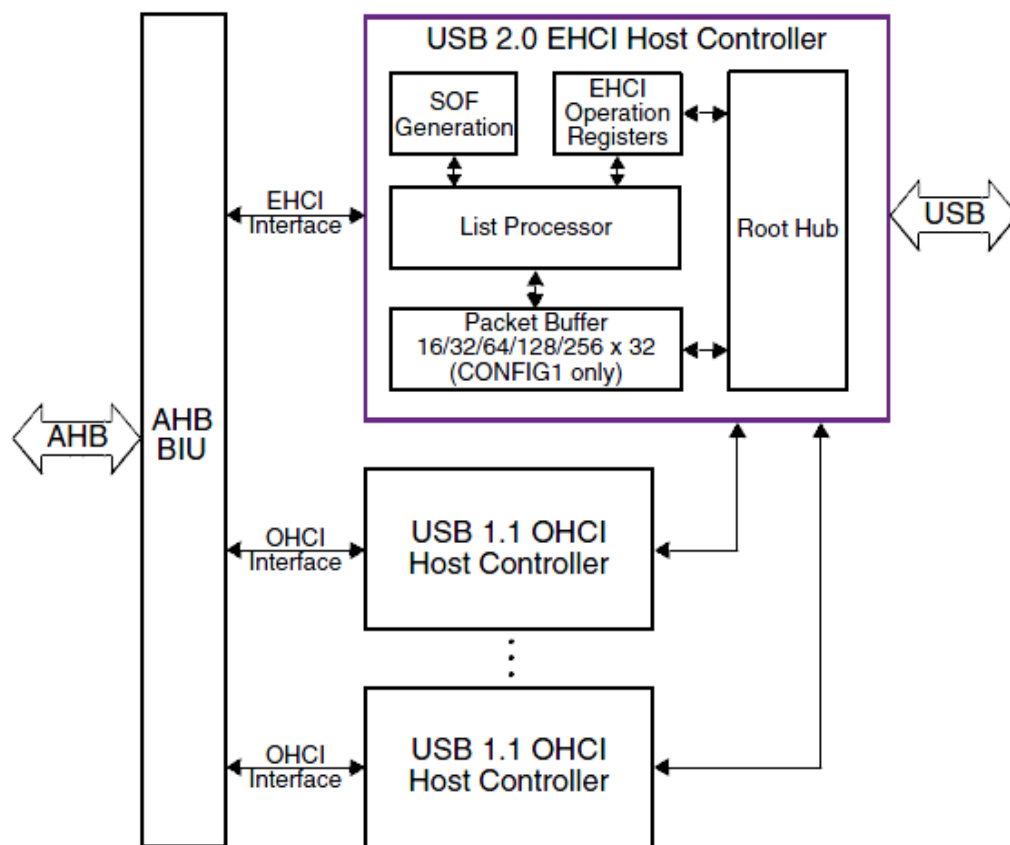 USB 2.0 EHCI Host Controller
SOF
Generation
EHCI
Operation
Registers
EHCI
Interface
List Processor
Root Hub
USB
Packet Buffer
16/32/64/128/256 x 32
(CONFIG1 only)
AHB
AHB
BIU
OHCI
Interface
USB 1.1 OHCI
Host Controller
OHCI
Interface
USB 1.1 OHCI
Host Controller